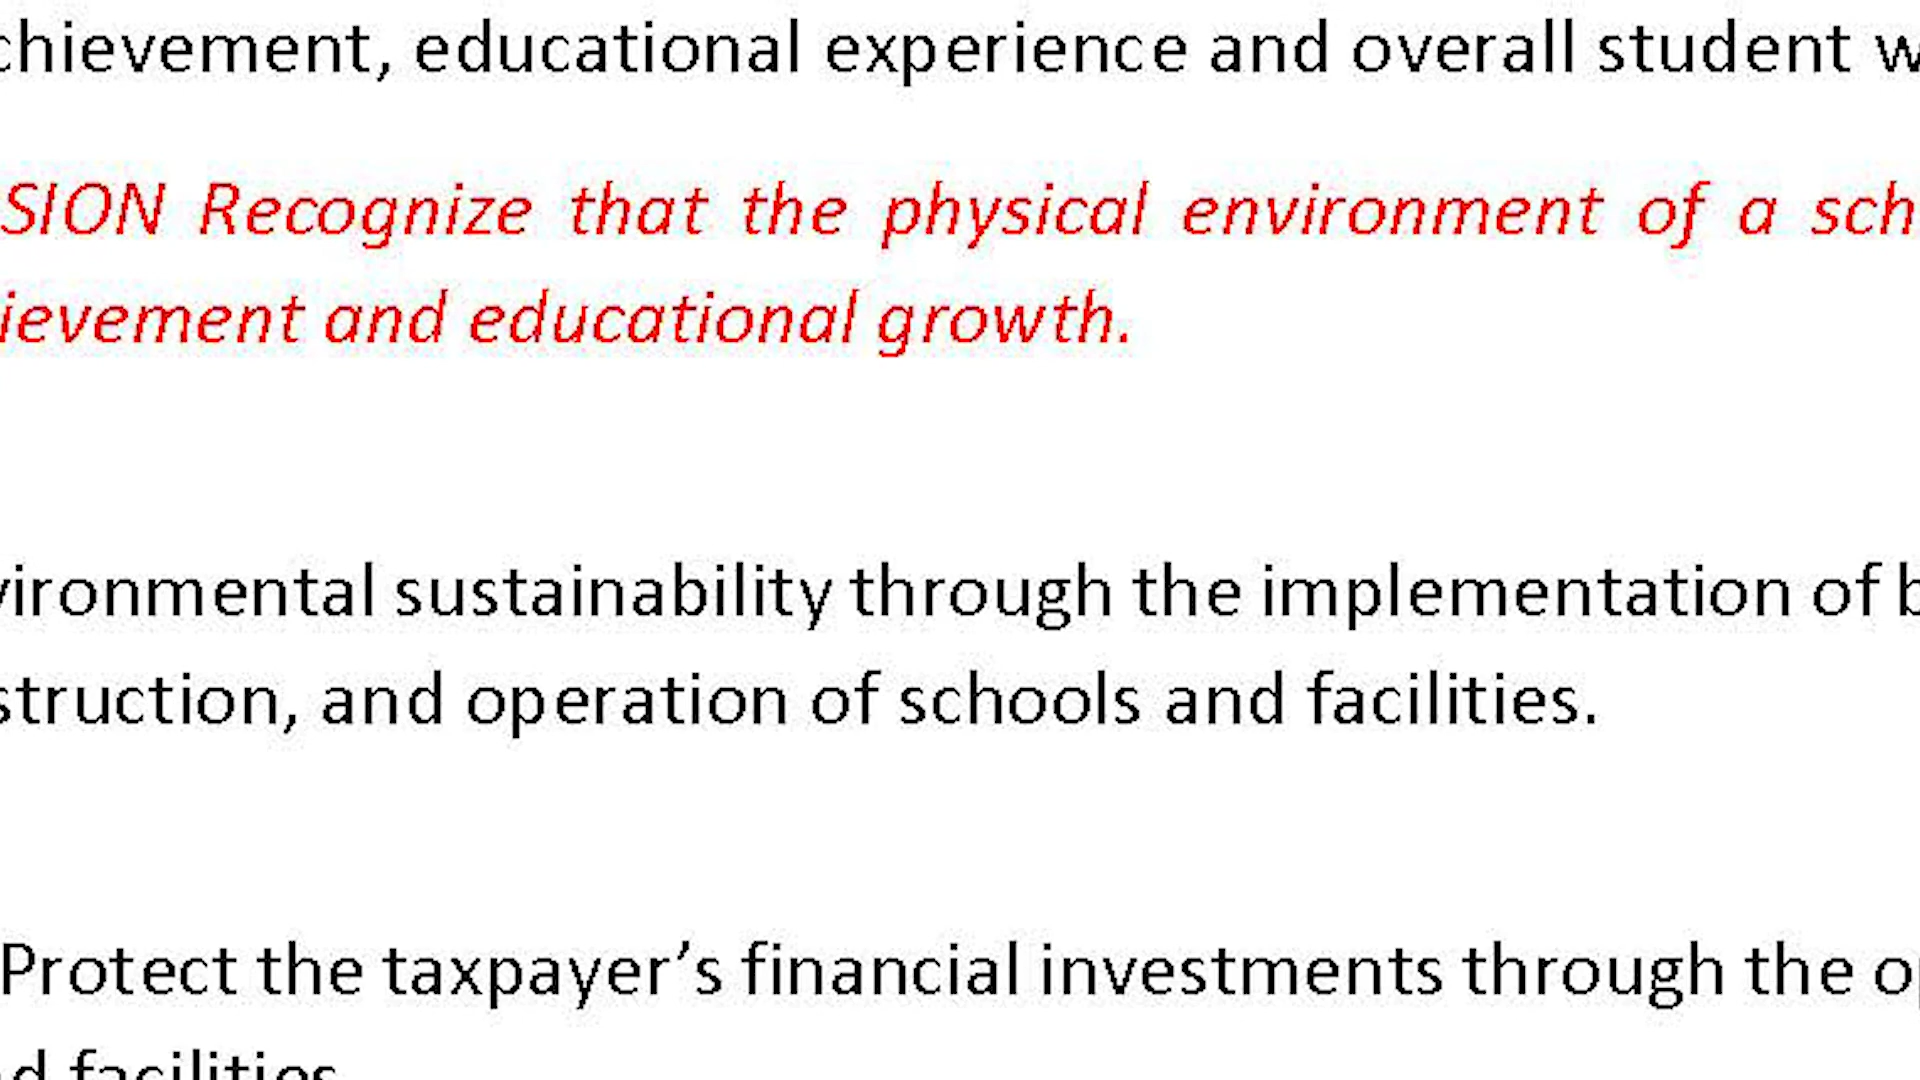 chievement, educational experience and overall student w
SION Recognize that the physical environment of a sch
ievement and educational growth.
vironmental sustainability through the implementation of b
struction, and operation of schools and facilities.
Protect the taxpayer’s financial investments through the op
d facilities